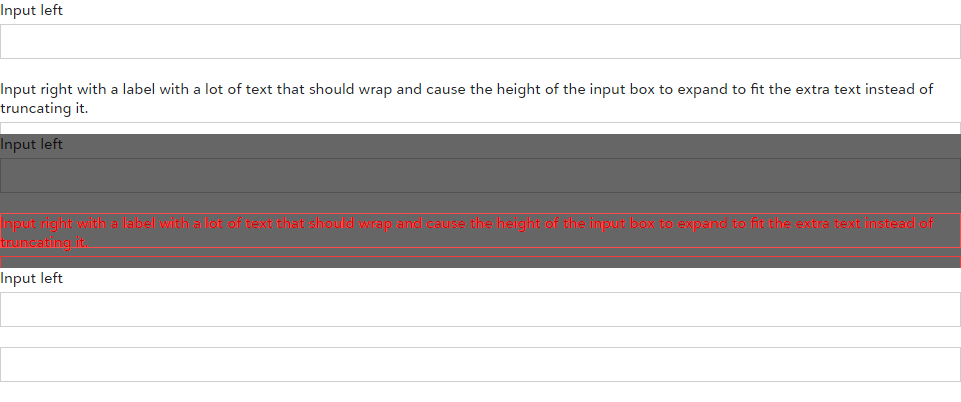 Input left
Input right with a label with a lot of text that should wrap and cause the height of the input box to expand to fit the extra text instead of
truncating it.
Input left
Input right with a label with a lot of text that should wrap and cause the height of the input box to expand to fit the extra text instead of
truncating it.
Input left